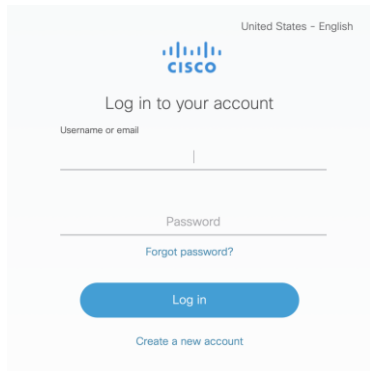 United States - English
CISCO
Log in to your account
Username or email
Password
Forgot password?
Log in
Create a new account